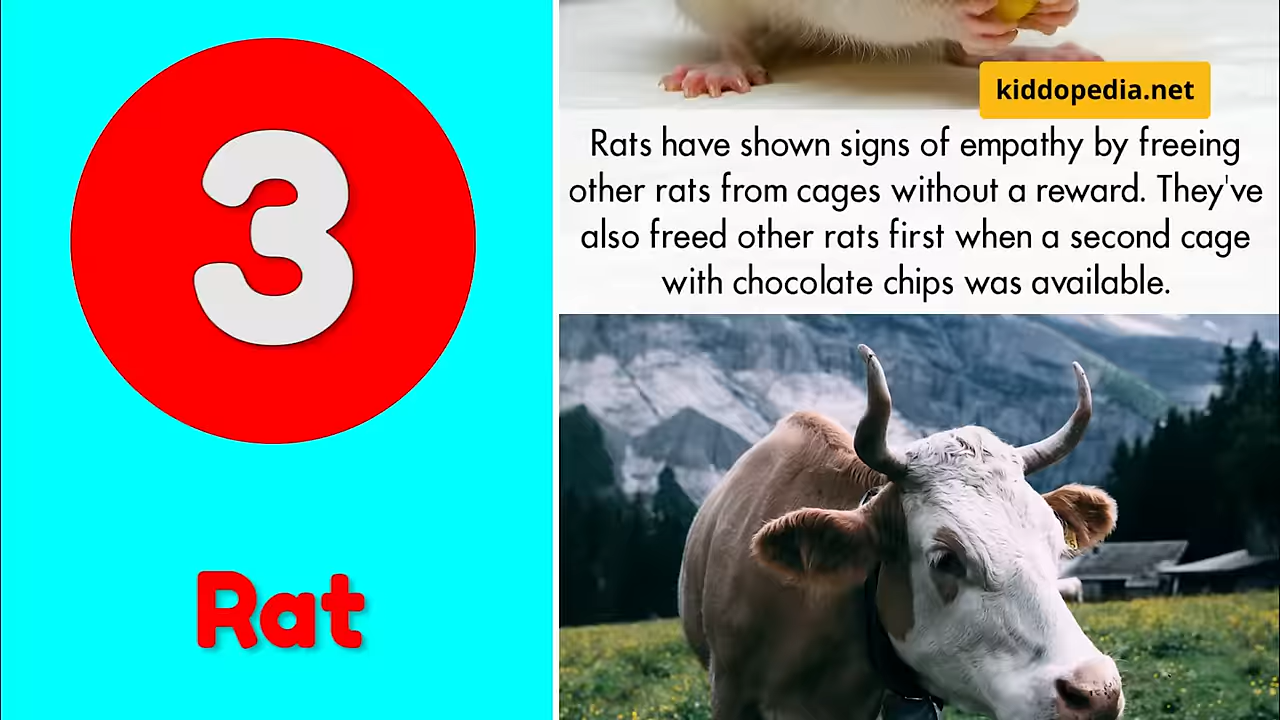 3
Rat
kiddopedia.net
Rats have shown signs of empathy by freeing
other rats from cages without a reward. They've
also freed other rats first when a second cage
with chocolate chips was available.